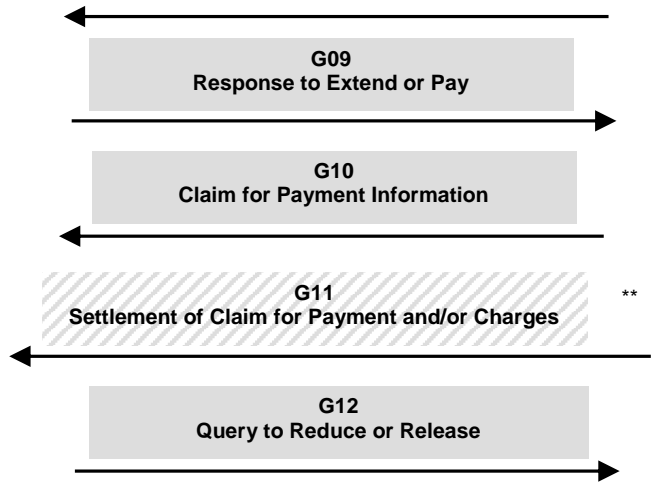 G09
Response to Extend or Pay
G10
Claim for Payment Information
G11
**
Settlement of Claim for Payment and/or Charges
G12
Query to Reduce or Release